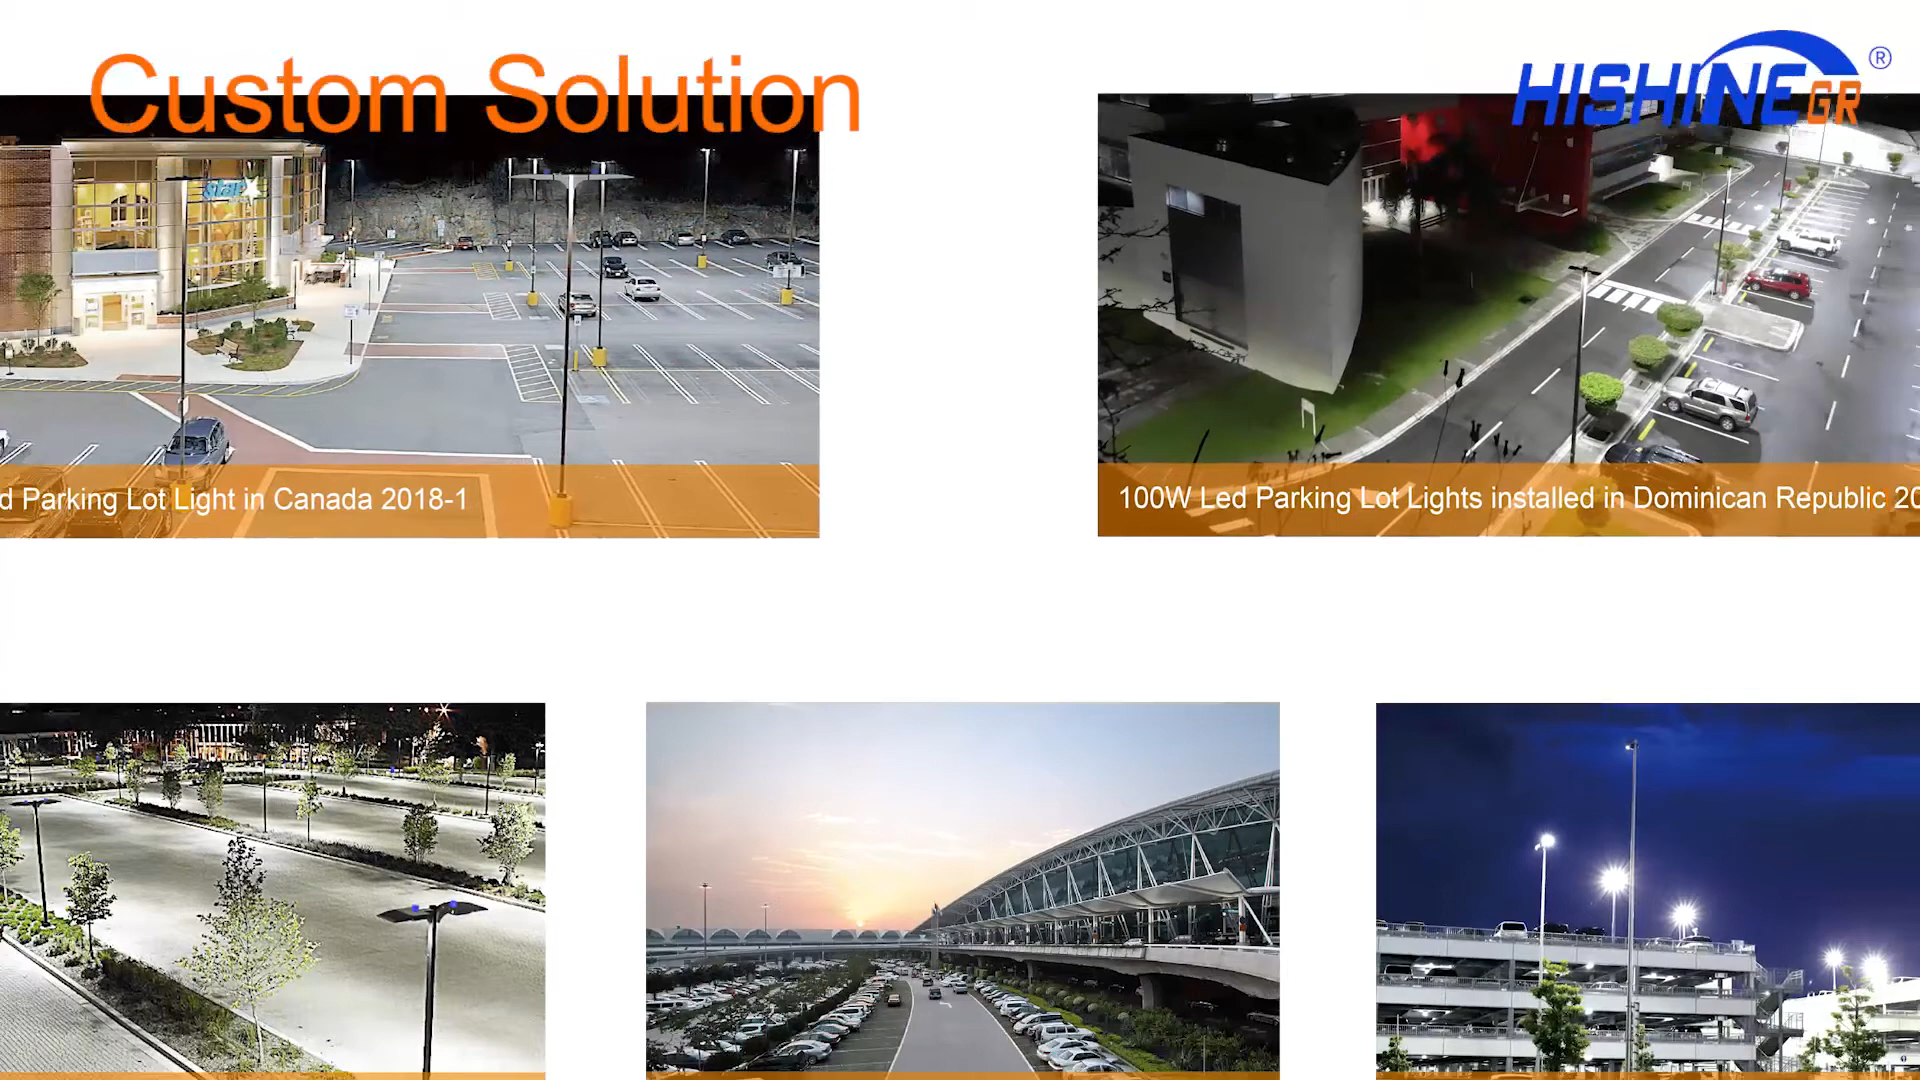 Custom Solution
HISHINE GR ®
star
d Parking Lot Light in Canada 2018-1
100W Led Parking Lot Lights installed in Dominican Republic 20